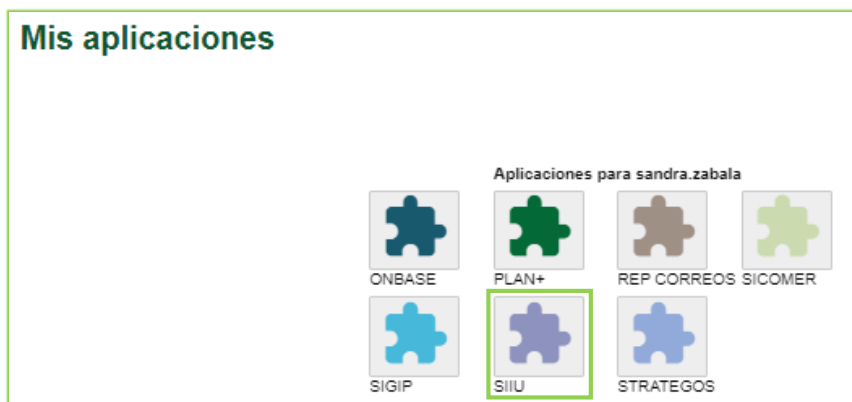 Mis aplicaciones
Aplicaciones para sandra.zabala
ONBASE PLAN+ REP CORREOS SICOMER
SIGIP SIIU STRATEGOS